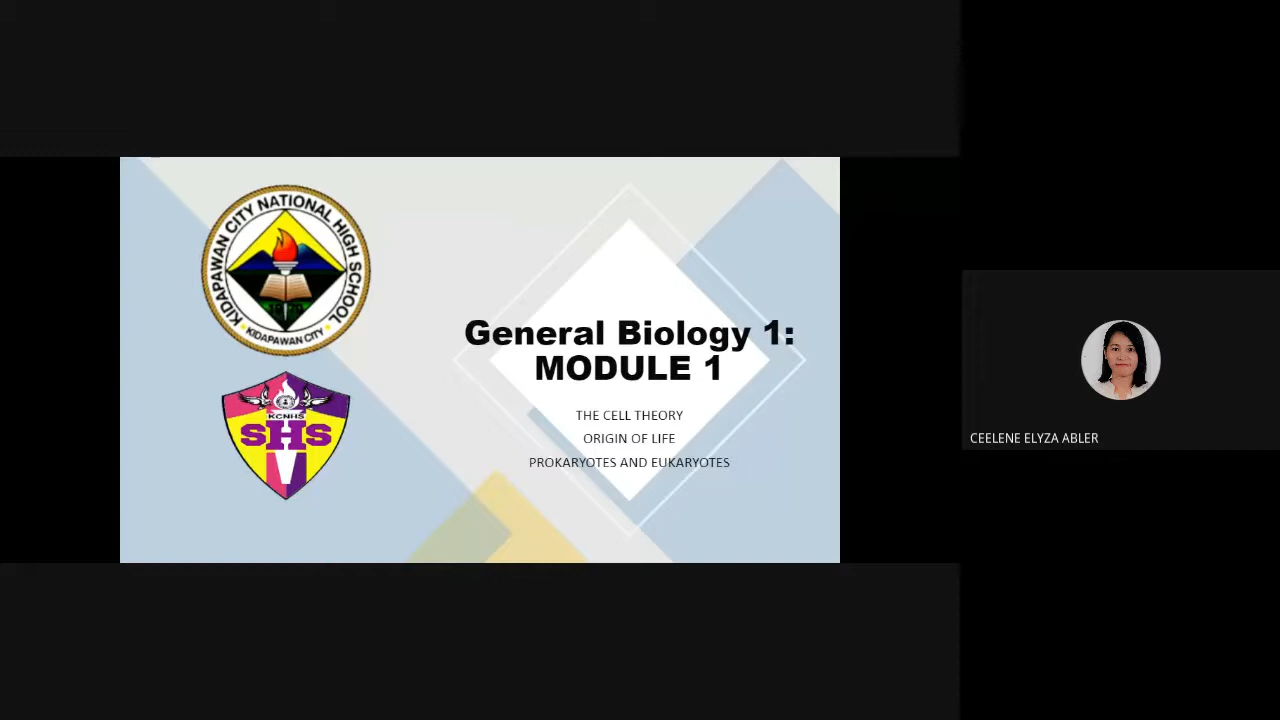 KIDAPAWAN CITY NATIONAL HIGH SCHOOL
KIDAPAWAN CITY
KCNHS
SHS
General Biology 1:
MODULE 1
THE CELL THEORY
ORIGIN OF LIFE
PROKARYOTES AND EUKARYOTES
CEELENE ELYZA ABLER